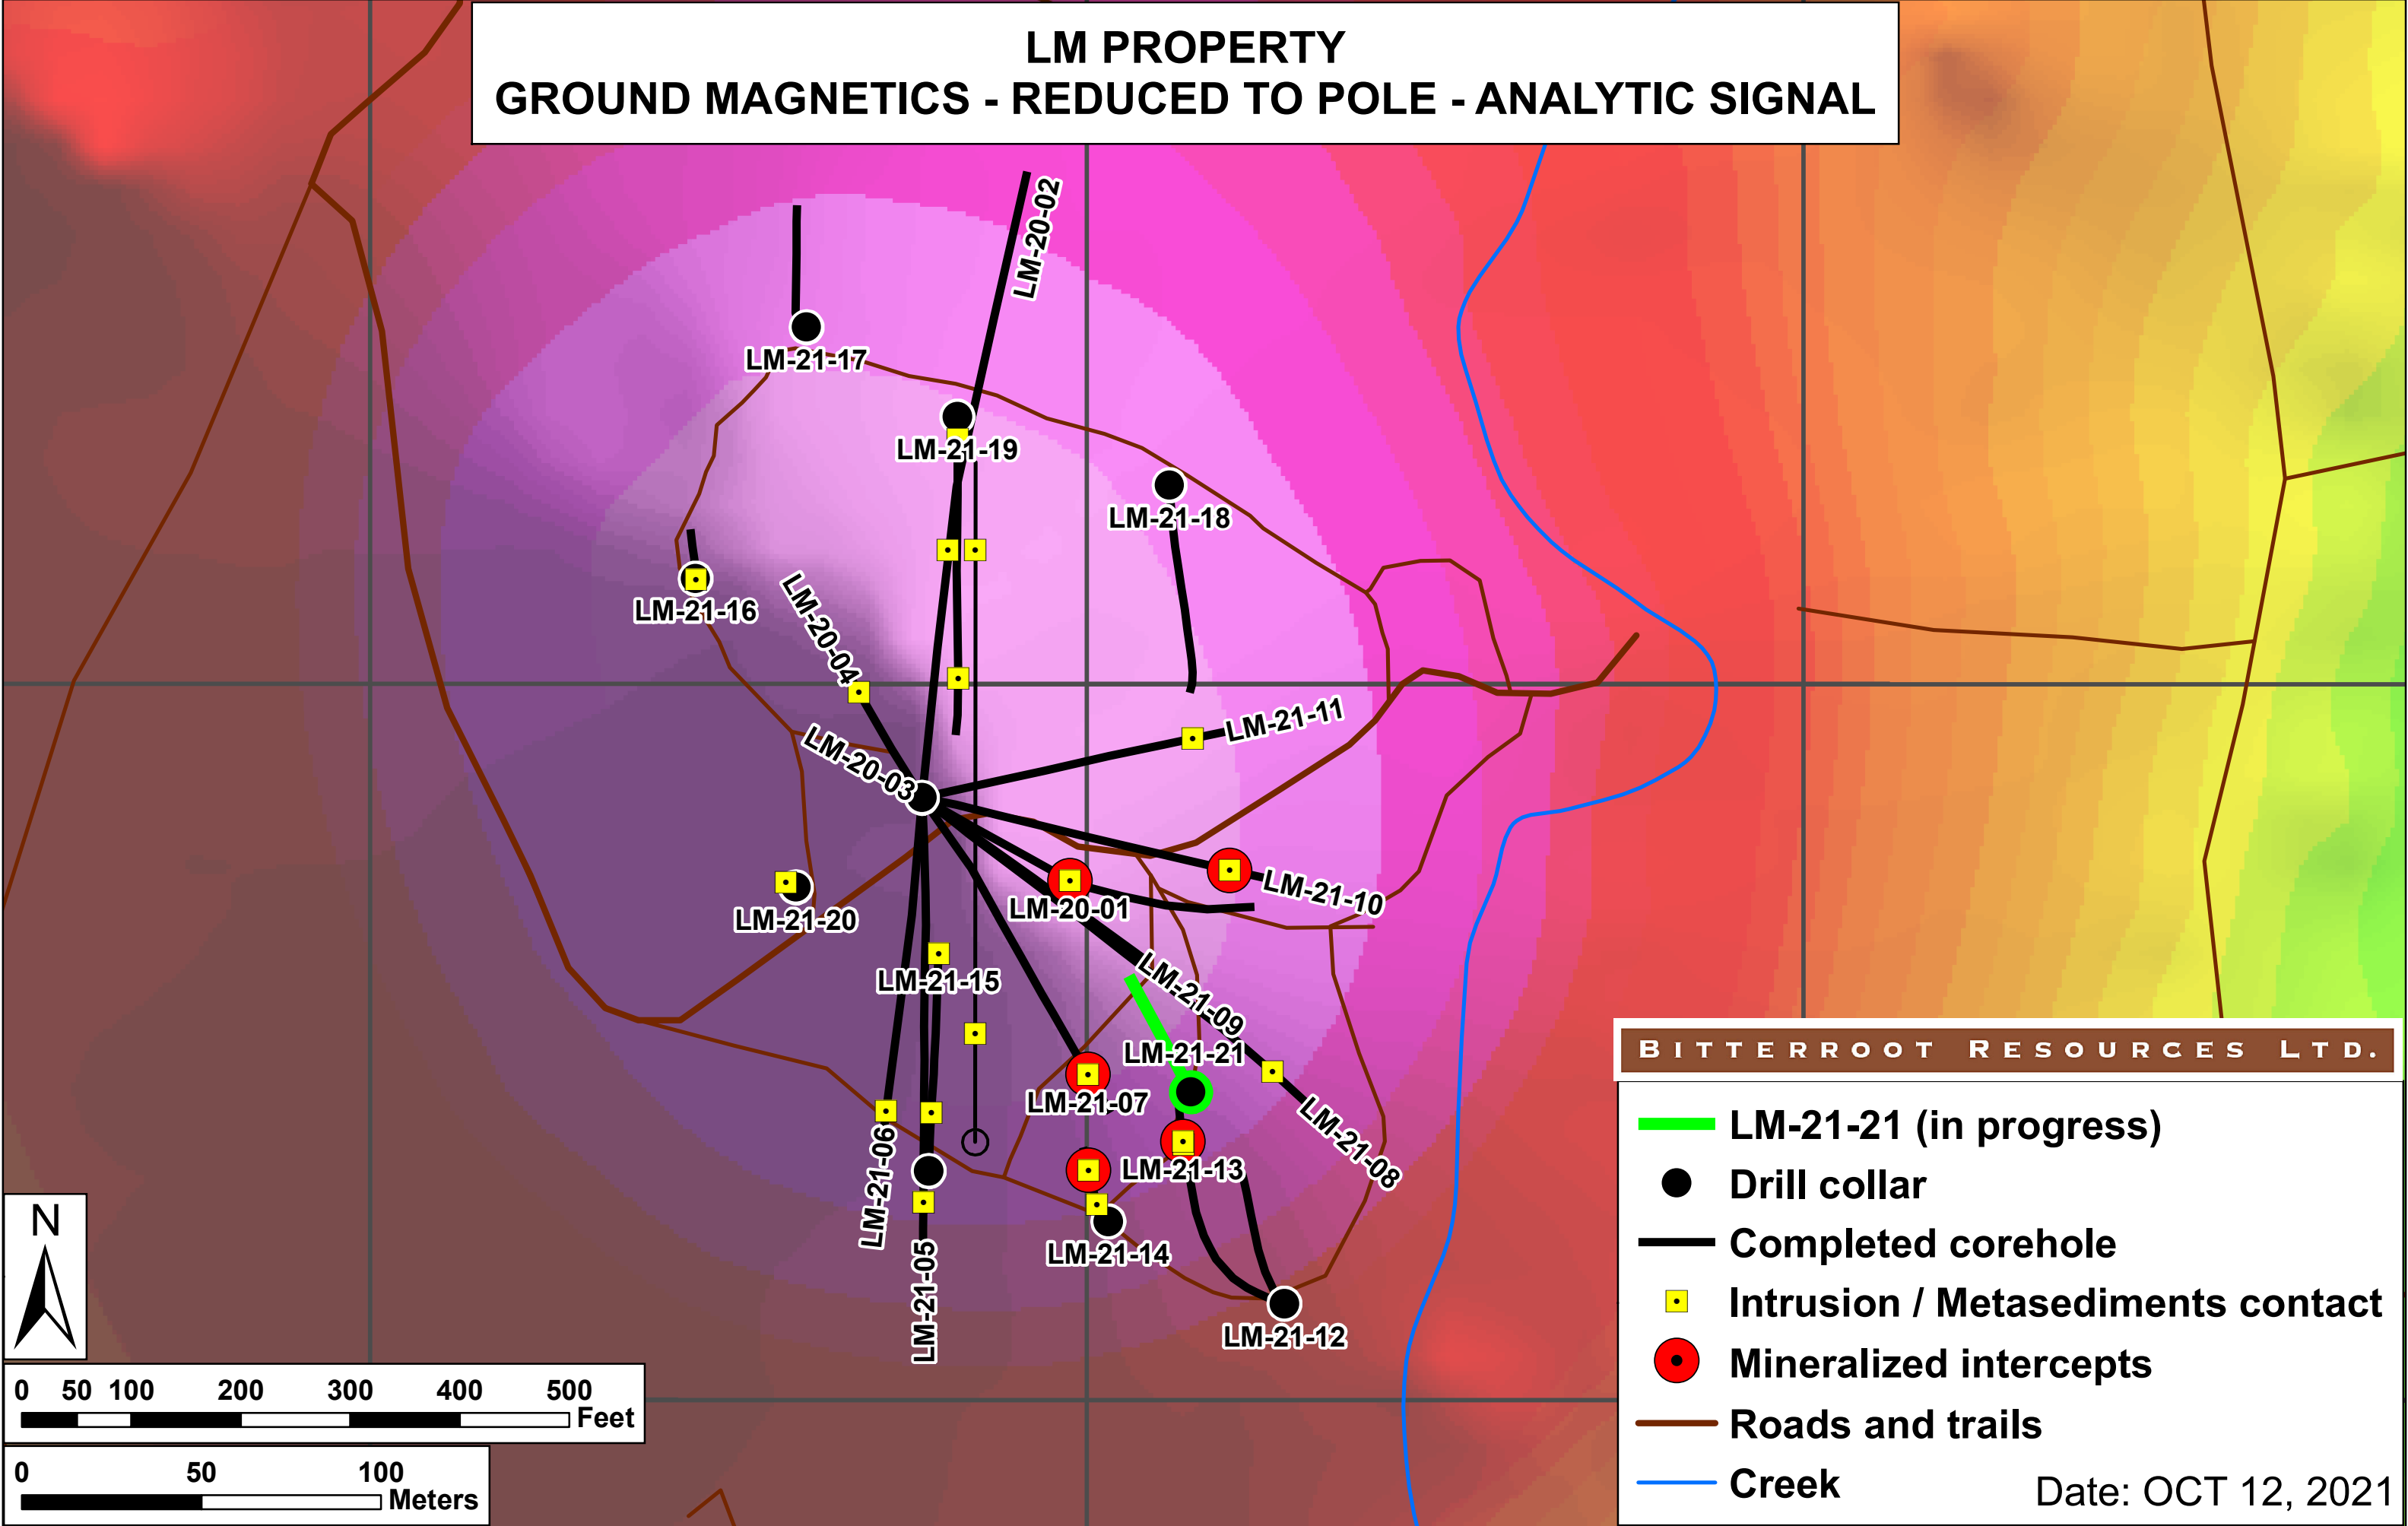 LM PROPERTY
GROUND MAGNETICS - REDUCED TO POLE - ANALYTIC SIGNAL
LM-20-02
LM-21-17
LM-21-19
LM-21-18
LM-21-16
LM-20-04
LM-21-11
LM-20-03
LM-21-10
LM-20-01
LM-21-20
LM-21-15
LM-21-09
LM-21-21
LM-21-07
LM-21-08
LM-21-13
LM-21-06
LM-21-14
LM-21-05
LM-21-12
BITTERROOT RESOURCES LTD.
LM-21-21 (in progress)
Drill collar
Completed corehole
Intrusion / Metasediments contact
Mineralized intercepts
Roads and trails
Creek
Date: OCT 12, 2021
N
0 50 100 200 300 400 500
Feet
0 50 100
Meters